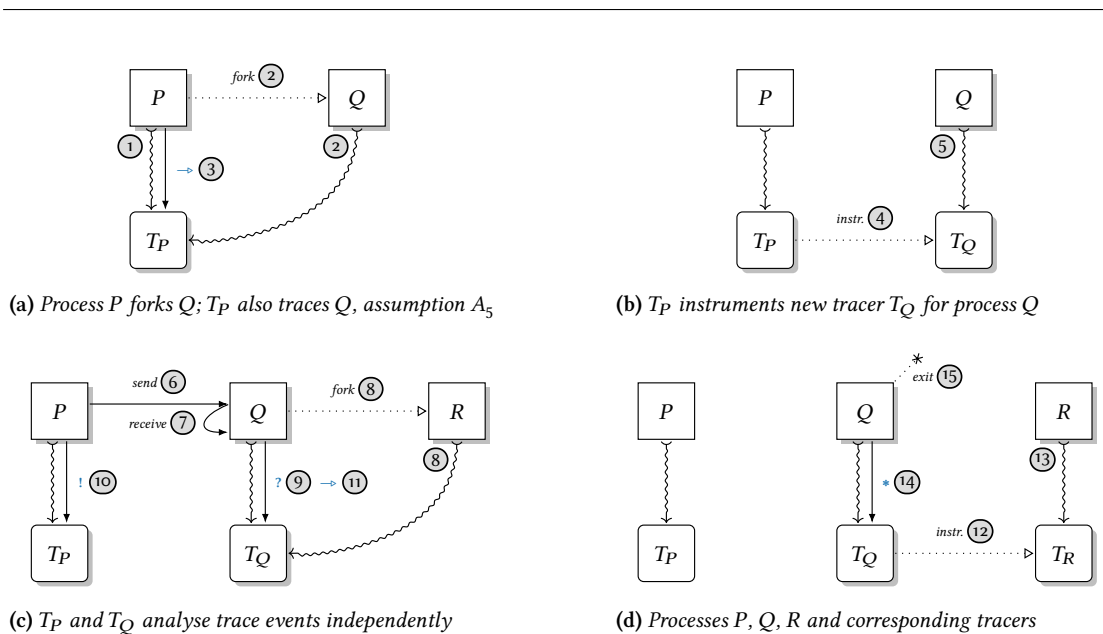 P
fork 2
Q
1
→ 3
2
T_P
(a) Process P forks Q; T_P also traces Q, assumption A_5
P
Q
5
instr. 4
T_P
T_Q
(b) T_P instruments new tracer T_Q for process Q
send 6
fork 8
P
Q
R
receive 7
! 10
? 9 → 11
8
T_P
T_Q
(c) T_P and T_Q analyse trace events independently
*
exit 15
P
Q
R
13
* 14
instr. 12
T_P
T_Q
T_R
(d) Processes P, Q, R and corresponding tracers